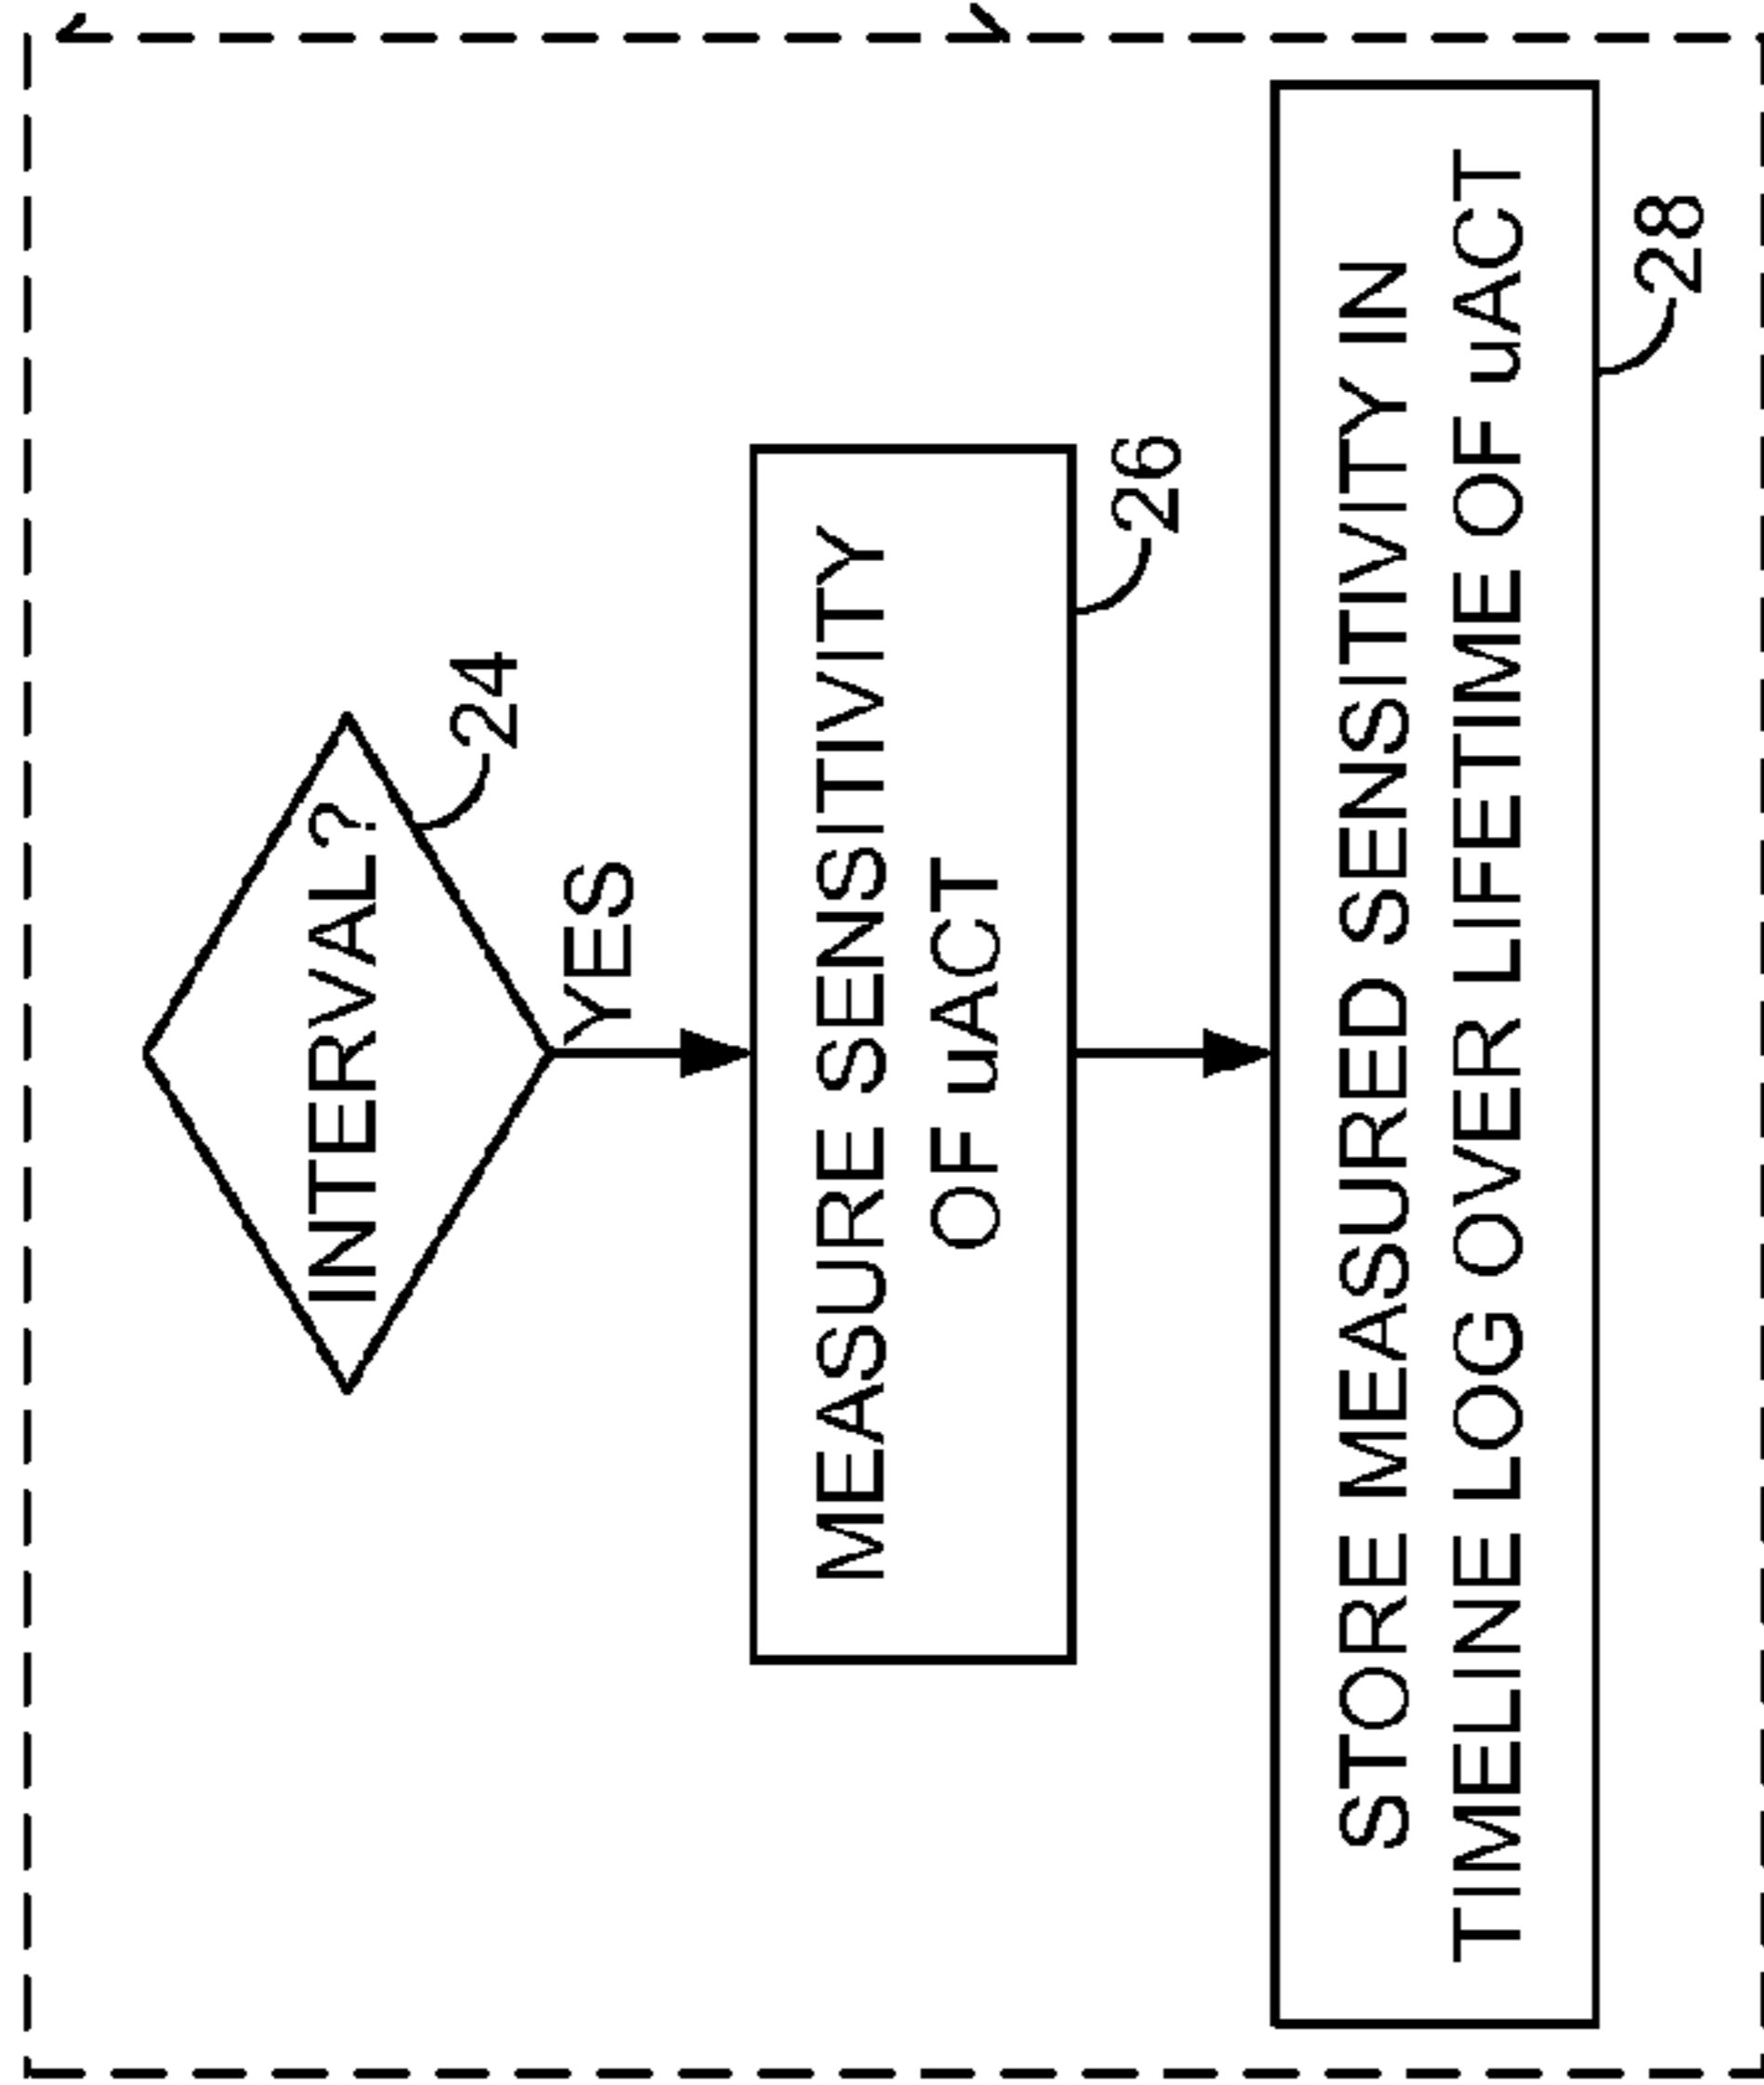 INTERVAL?
24
YES
MEASURE SENSITIVITY
OF uACT
26
STORE MEASURED SENSITIVITY IN
TIMELINE LOG OVER LIFETIME OF uACT
28